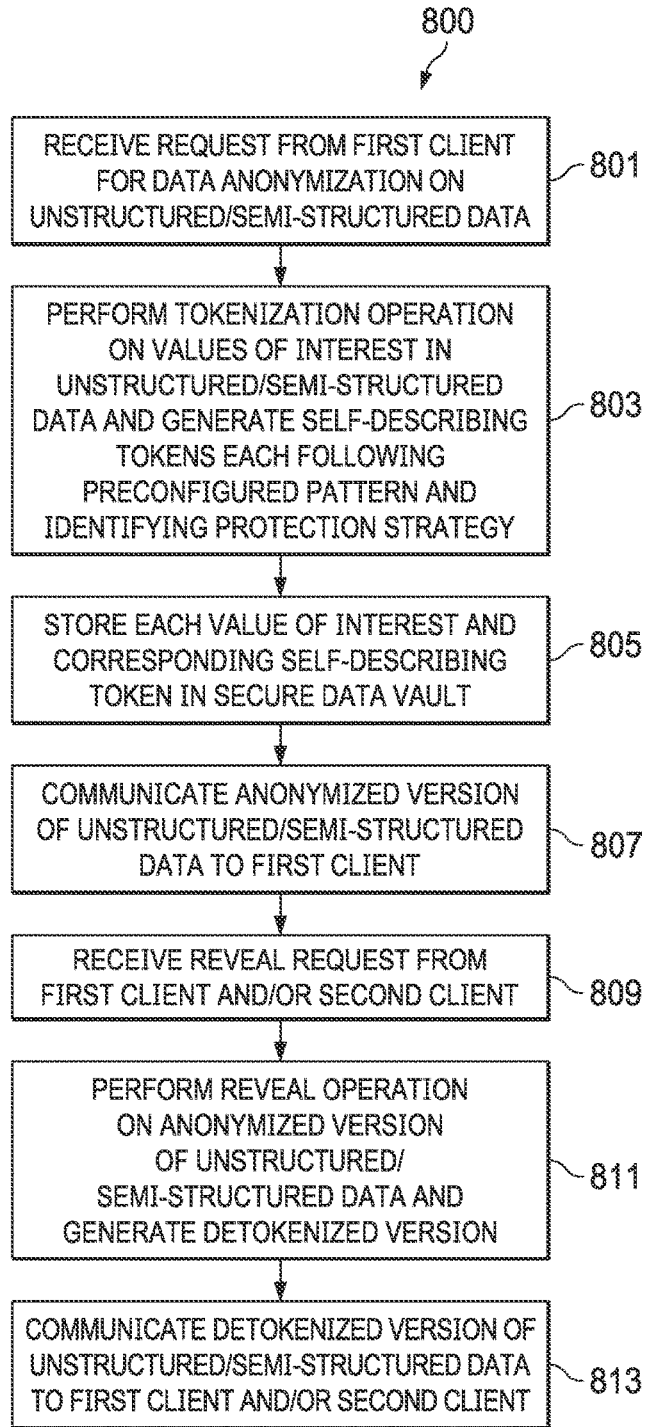 800
RECEIVE REQUEST FROM FIRST CLIENT
FOR DATA ANONYMIZATION ON
UNSTRUCTURED/SEMI-STRUCTURED DATA
801
PERFORM TOKENIZATION OPERATION
ON VALUES OF INTEREST IN
UNSTRUCTURED/SEMI-STRUCTURED
DATA AND GENERATE SELF-DESCRIBING
TOKENS EACH FOLLOWING
PRECONFIGURED PATTERN AND
IDENTIFYING PROTECTION STRATEGY
803
STORE EACH VALUE OF INTEREST AND
CORRESPONDING SELF-DESCRIBING
TOKEN IN SECURE DATA VAULT
805
COMMUNICATE ANONYMIZED VERSION
OF UNSTRUCTURED/SEMI-STRUCTURED
DATA TO FIRST CLIENT
807
RECEIVE REVEAL REQUEST FROM
FIRST CLIENT AND/OR SECOND CLIENT
809
PERFORM REVEAL OPERATION
ON ANONYMIZED VERSION
OF UNSTRUCTURED/
SEMI-STRUCTURED DATA AND
GENERATE DETOKENIZED VERSION
811
COMMUNICATE DETOKENIZED VERSION OF
UNSTRUCTURED/SEMI-STRUCTURED DATA
TO FIRST CLIENT AND/OR SECOND CLIENT
813